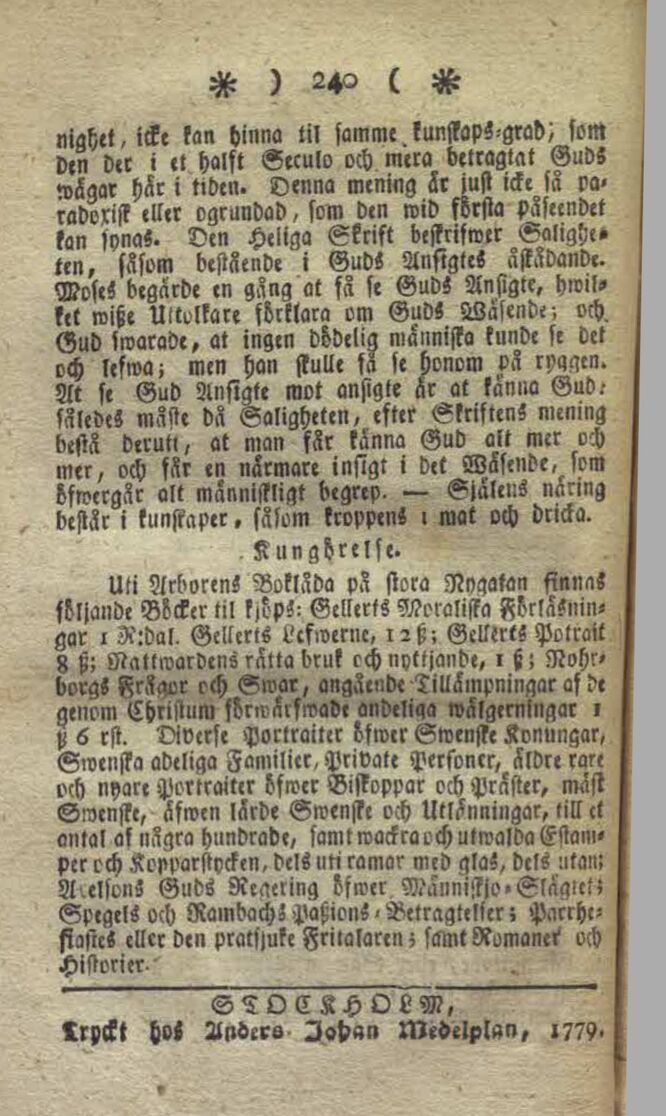 * ) 240 ( *
nighet, icke kan hinna til samme kunskaps-grad; som
den der i et halft Seculo och mera betragtat Guds
wägar här i tiden. Denna mening är just icke så pa-
radoxisk eller ogrundad, som den wid första påseendet
kan synas. Den Heliga Skrift beskrifwer Salighe-
ten, såsom bestående i Guds Ansigtes åskådande.
Moses begärde en gång at få se Guds Ansigte, hwil-
ket wiße Uttolkare förklara om Guds Wäsende; och
Gud swarade, at ingen dödelig människa kunde se det
och lefwa; men han skulle få se honom på ryggen.
At se Gud Ansigte mot ansigte är at känna Gud:
således måste då Saligheten, efter Skriftens mening
bestå derutt, at man får känna Gud alt mer och
mer, och får en närmare insigt i det Wäsende, som
öfwergår alt människligt begrep. — Själens näring
består i kunskaper, såsom kroppens i mat och dricka.
Kungörelse.
Uti Arborens Boklåda på stora Nygatan finnas
följande Böcker til kjöps: Gellerts Moraliska Föreläsnin-
gar 1 R:dal. Gellerts Lefwerne, 12 ß; Gellerts Potrait
8 ß; Nattwardens rätta bruk och nyttjande, 1 ß; Nohr-
borgs Frågor och Swar, angående Tillämpningar af de
genom Christum förwärfwade andeliga wälgerningar 1
ß 6 rst. Diverse Portraiter öfwer Swenske Konungar,
Swenska adeliga Familier, Private Personer, äldre rare
och nyare Portraiter öfwer Biskoppar och Präster, mäst
Swenske, äfwen lärde Swenske och Utlänningar, till et
antal af några hundrade, samt wackra och utwalda Estam-
per och Kopparstycken, dels uti ramar med glas, dels utan;
Axelsons Guds Regering öfwer Människjo-Slägtet;
Spegels och Rambachs Paßions-Betragtelser; Parrhe-
siastes eller den pratsjuke Fritalaren; samt Romaner och
Historier.
STOCKHOLM,
Tryckt hos Anders Johan Medelplan, 1779.